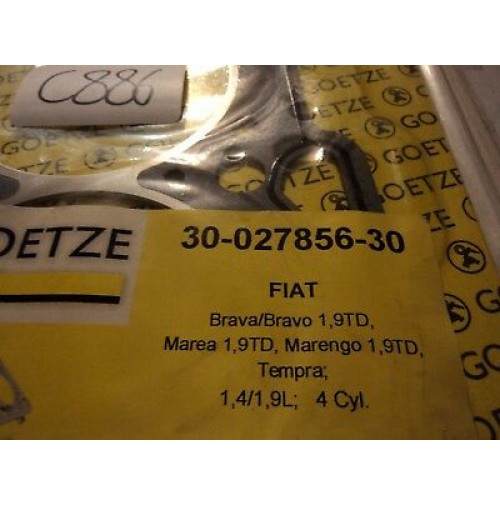 C886
GOETZE
GOETZE
GOETZE
GOETZE
OETZE
30-027856-30
FIAT
Brava/Bravo 1,9TD,
Marea 1,9TD, Marengo 1,9TD,
Tempra;
1,4/1,9L; 4 Cyl.